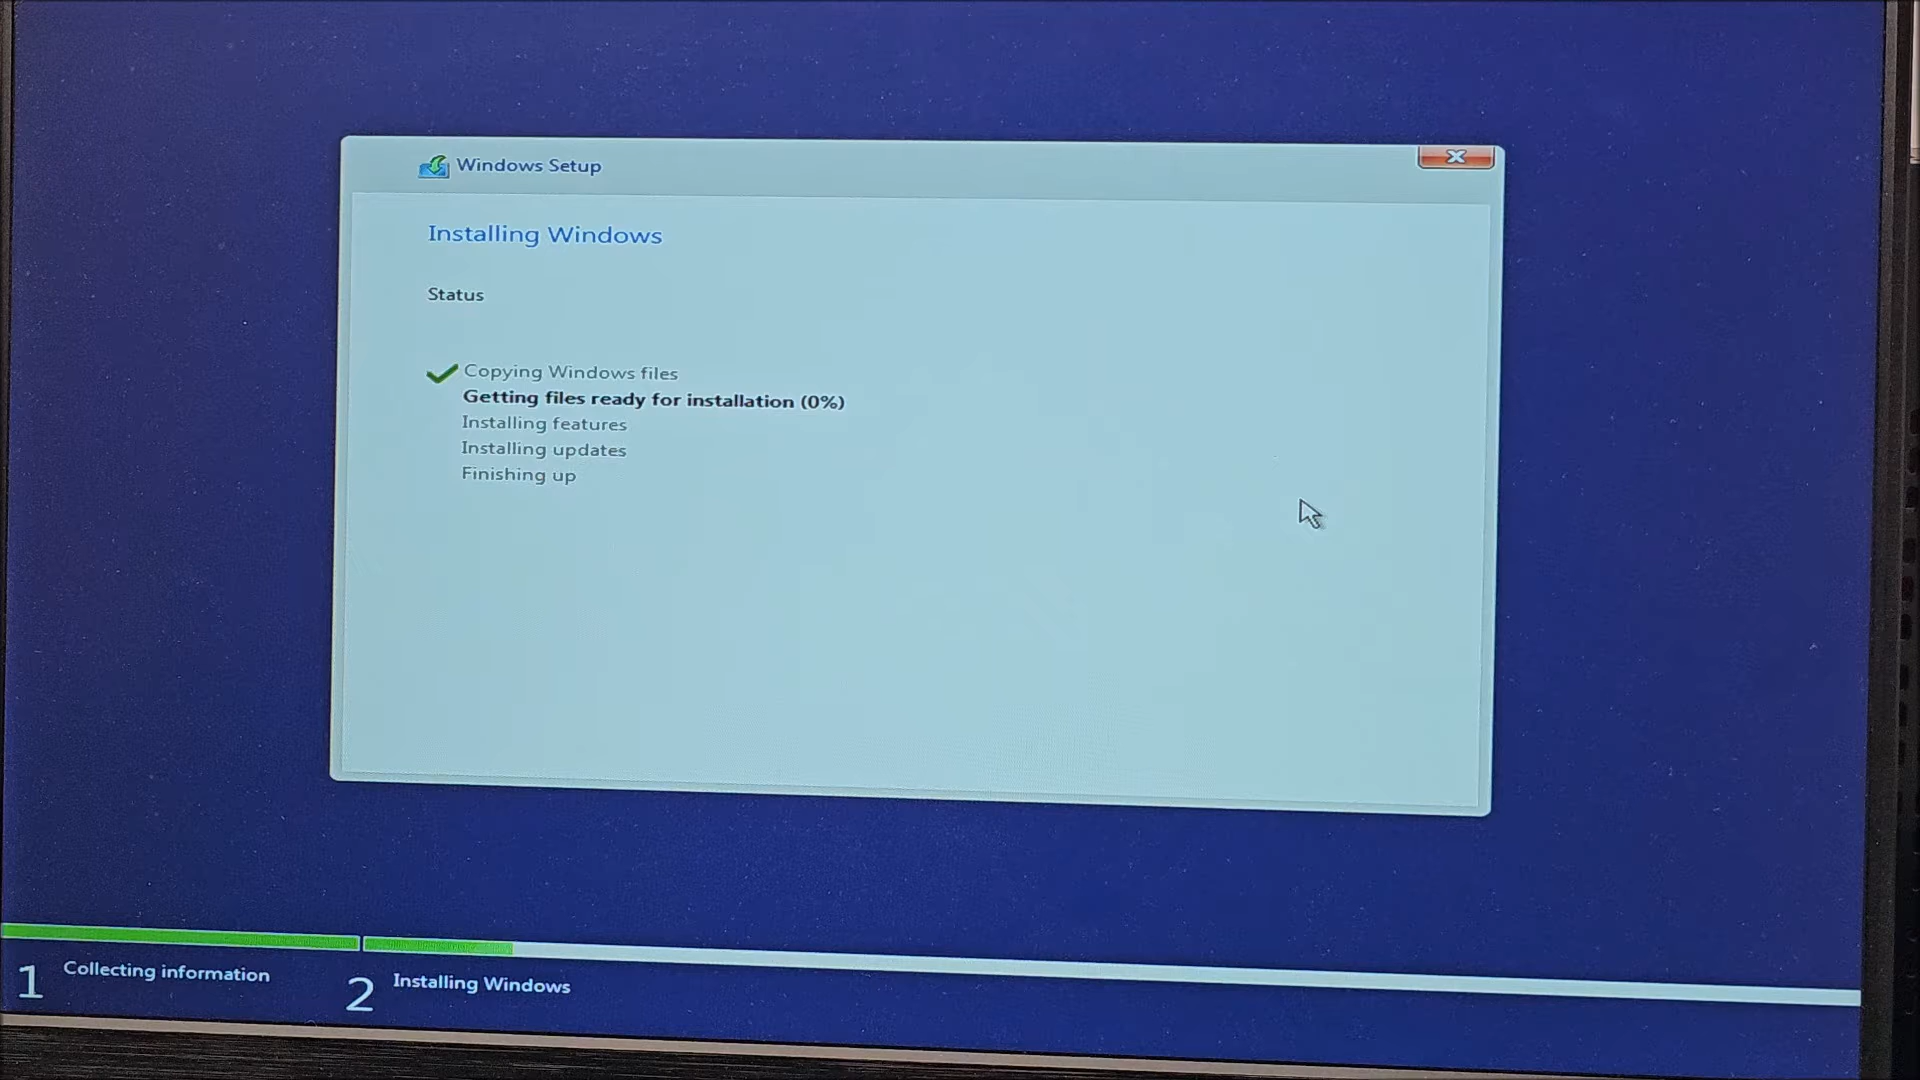 Windows Setup
Installing Windows
Status
Copying Windows files
Getting files ready for installation (0%)
Installing features
Installing updates
Finishing up
1 Collecting information
2 Installing Windows